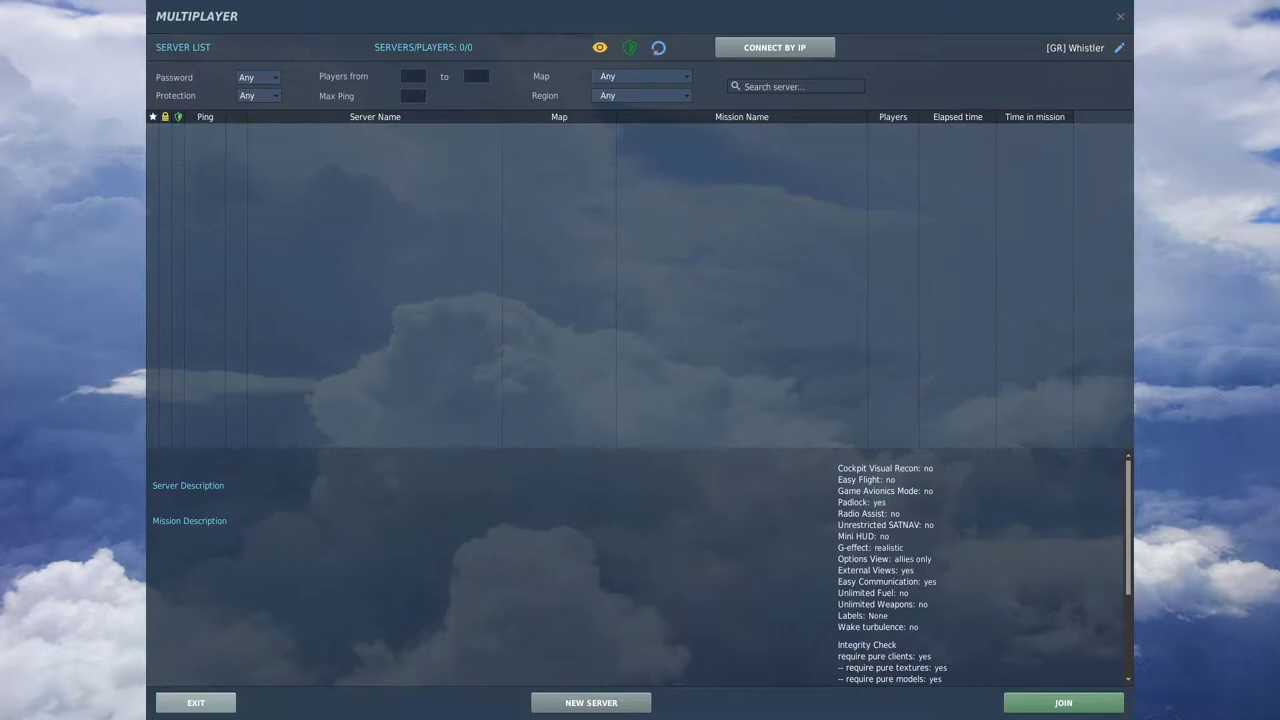 MULTIPLAYER
SERVER LIST SERVERS/PLAYERS: 0/0 CONNECT BY IP [GR] Whistler
Password Any Players from to Map Any Search server...
Protection Any Max Ping Region Any
Ping Server Name Map Mission Name Players Elapsed time Time in mission
Server Description
Mission Description
Cockpit Visual Recon: no
Easy Flight: no
Game Avionics Mode: no
Padlock: yes
Radio Assist: no
Unrestricted SATNAV: no
Mini HUD: no
G-effect: realistic
Options View: allies only
External Views: yes
Easy Communication: yes
Unlimited Fuel: no
Unlimited Weapons: no
Labels: None
Wake turbulence: no
Integrity Check
require pure clients: yes
-- require pure textures: yes
-- require pure models: yes
EXIT NEW SERVER JOIN